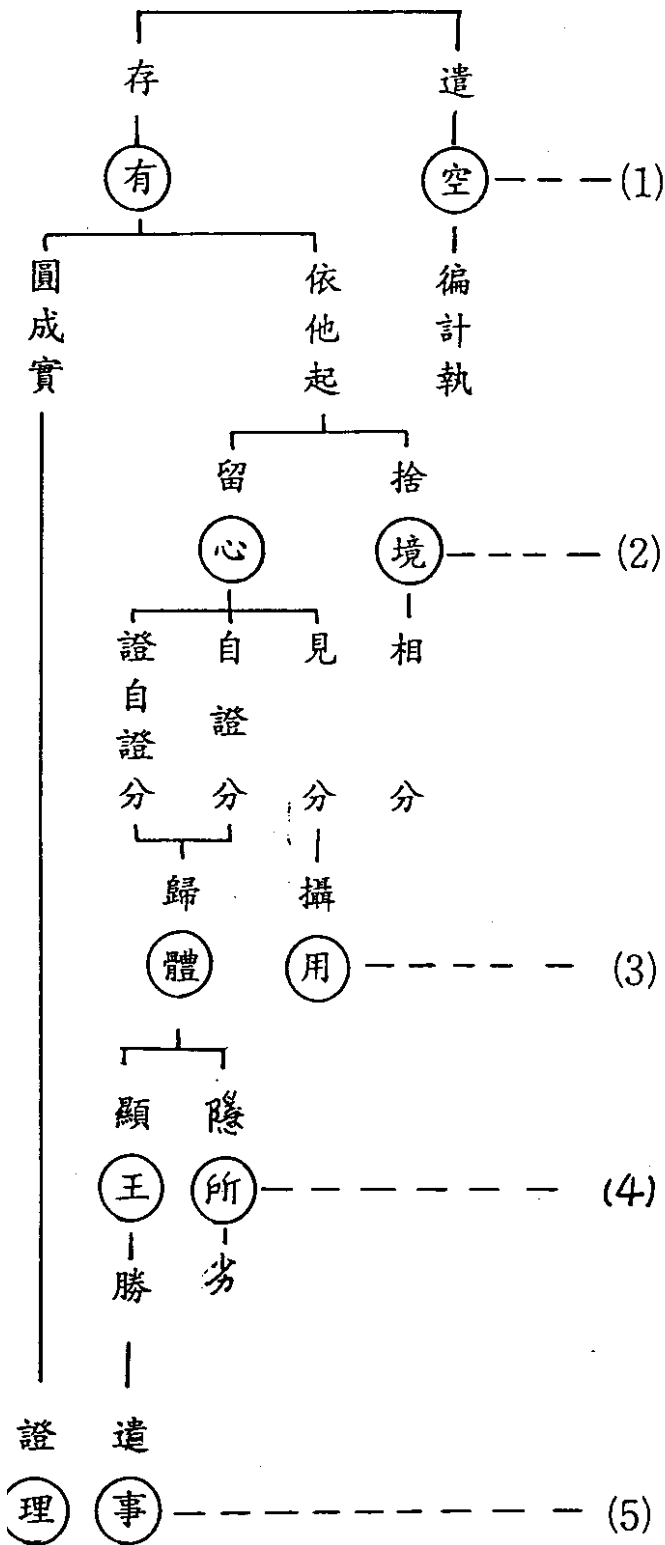 存 遣
有 空 (1)
圓成實 依他起 徧計執
留 捨
心 境 (2)
證自證分 自證分 見分 相分
歸 攝
體 用 (3)
顯 隱
王 所 (4)
勝 劣
證 遣
理 事 (5)